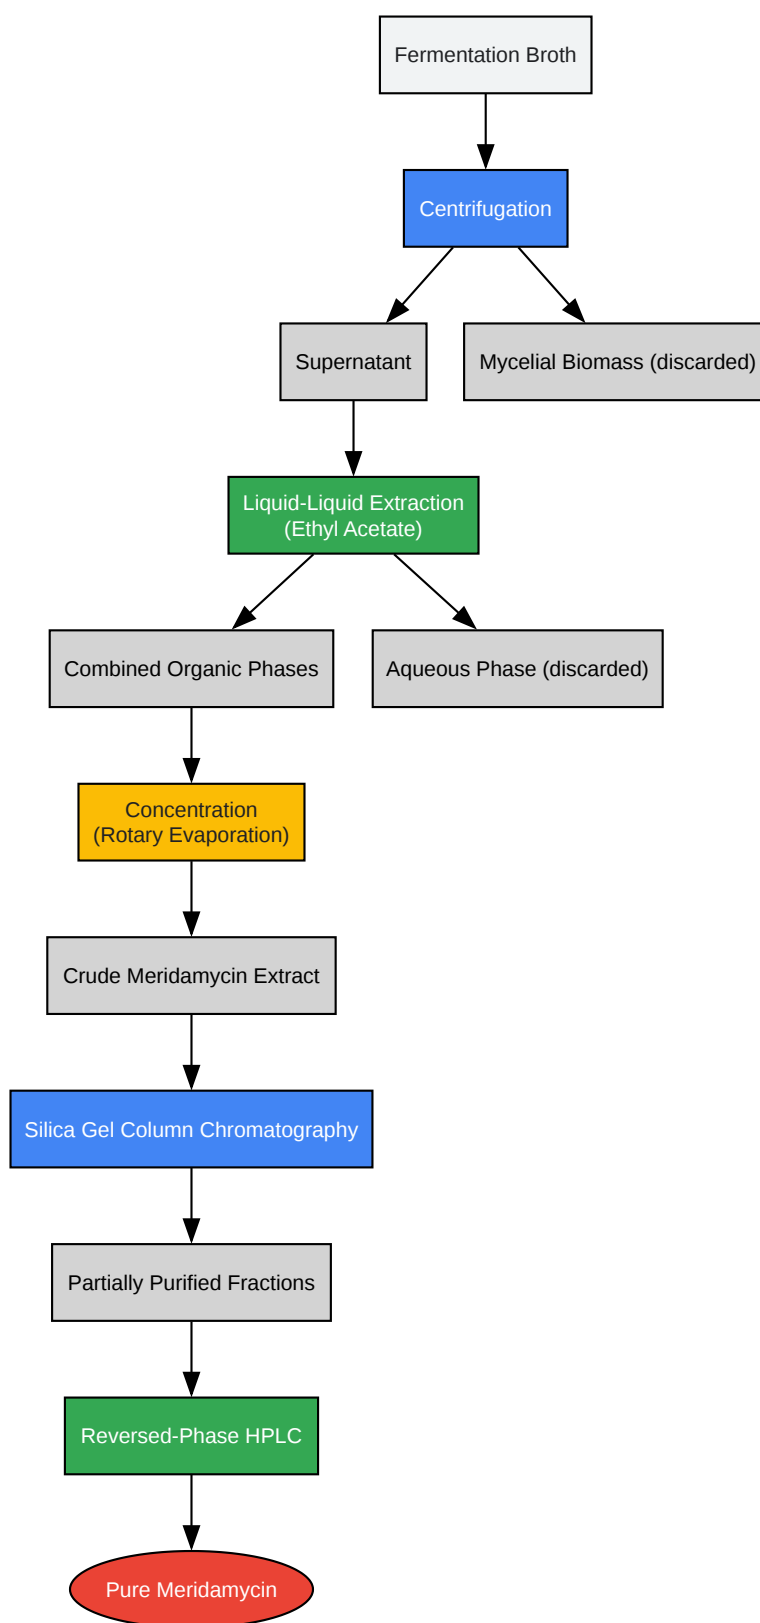 Fermentation Broth
Centrifugation
Supernatant
Mycelial Biomass (discarded)
Liquid-Liquid Extraction
(Ethyl Acetate)
Combined Organic Phases
Aqueous Phase (discarded)
Concentration
(Rotary Evaporation)
Crude Meridamycin Extract
Silica Gel Column Chromatography
Partially Purified Fractions
Reversed-Phase HPLC
Pure Meridamycin